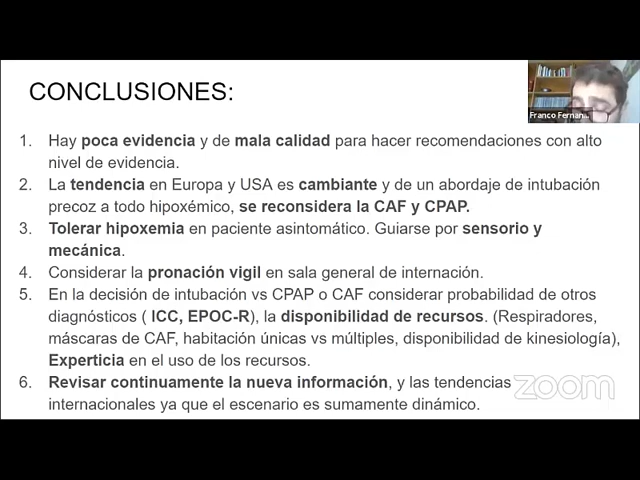 CONCLUSIONES:
Franco Fernan...
1. Hay poca evidencia y de mala calidad para hacer recomendaciones con alto
nivel de evidencia.
2. La tendencia en Europa y USA es cambiante y de un abordaje de intubación
precoz a todo hipoxémico, se reconsidera la CAF y CPAP.
3. Tolerar hipoxemia en paciente asintomático. Guiarse por sensorio y
mecánica.
4. Considerar la pronación vigil en sala general de internación.
5. En la decisión de intubación vs CPAP o CAF considerar probabilidad de otros
diagnósticos ( ICC, EPOC-R), la disponibilidad de recursos. (Respiradores,
máscaras de CAF, habitación únicas vs múltiples, disponibilidad de kinesiología),
Experticia en el uso de los recursos.
6. Revisar continuamente la nueva información, y las tendencias
internacionales ya que el escenario es sumamente dinámico.
zoom